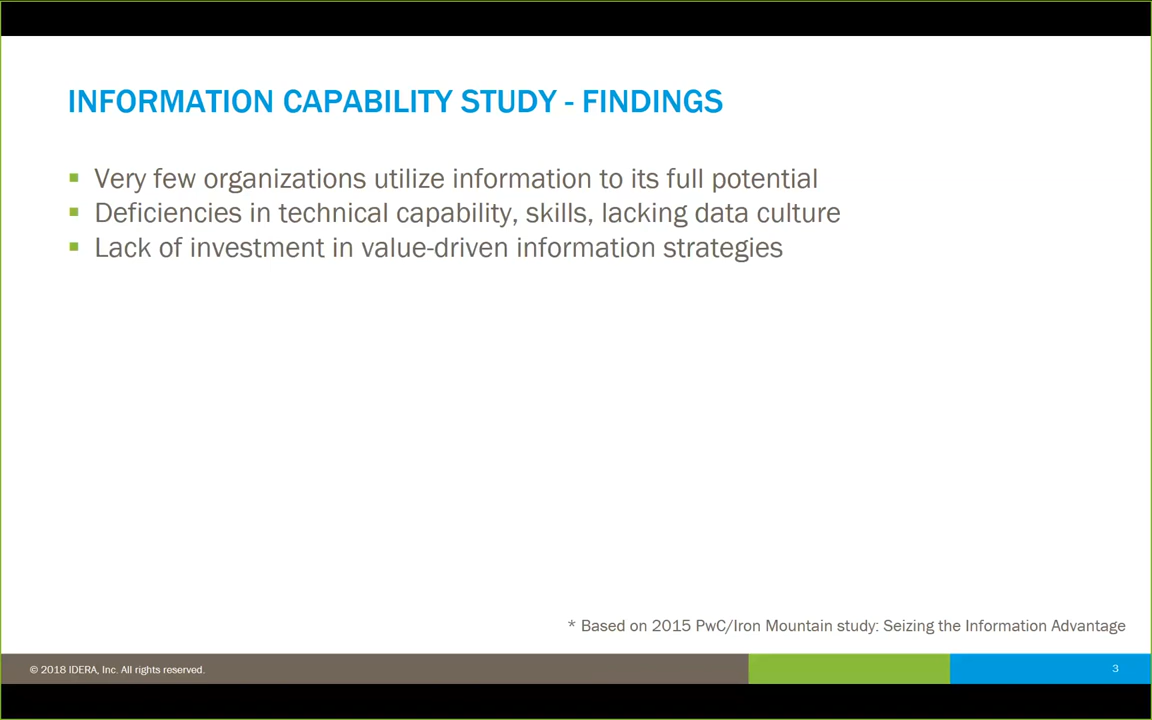 INFORMATION CAPABILITY STUDY - FINDINGS
▪ Very few organizations utilize information to its full potential
▪ Deficiencies in technical capability, skills, lacking data culture
▪ Lack of investment in value-driven information strategies
* Based on 2015 PwC/Iron Mountain study: Seizing the Information Advantage
© 2018 IDERA, Inc. All rights reserved.
3